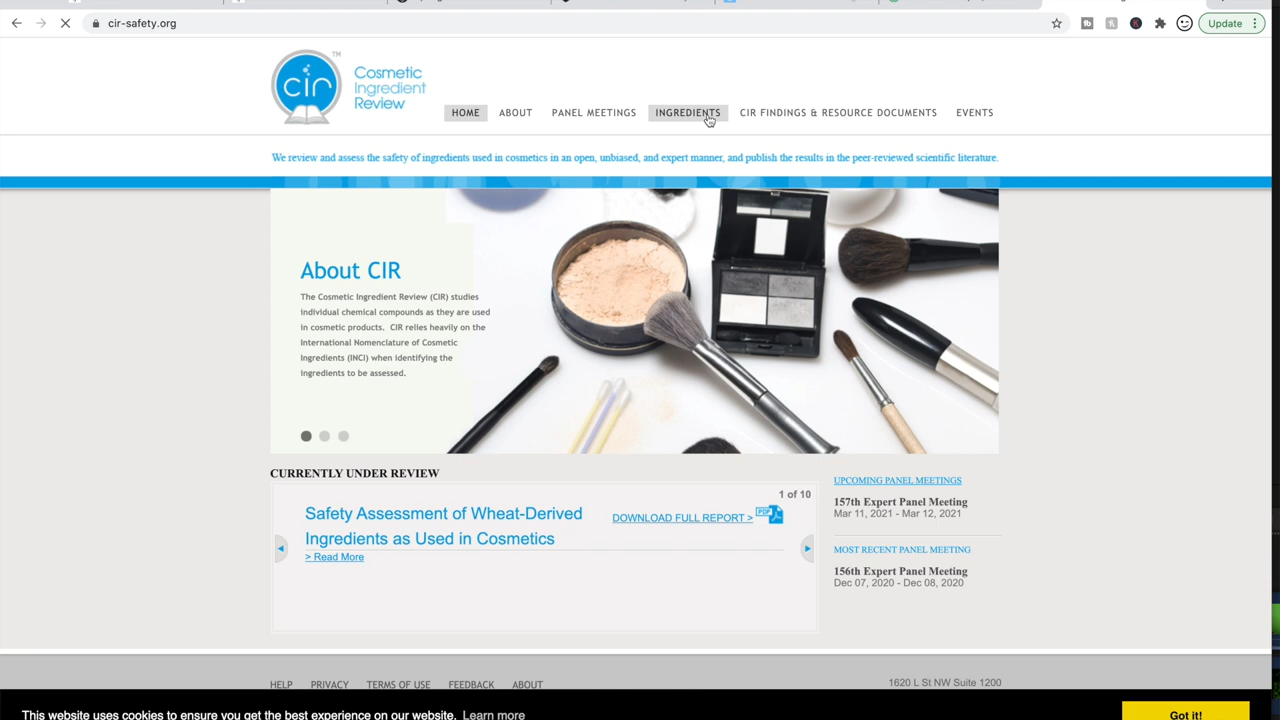 cir-safety.org
Update
cir
TM
Cosmetic
Ingredient
Review
HOME ABOUT PANEL MEETINGS INGREDIENTS CIR FINDINGS & RESOURCE DOCUMENTS EVENTS
We review and assess the safety of ingredients used in cosmetics in an open, unbiased, and expert manner, and publish the results in the peer-reviewed scientific literature.
About CIR
The Cosmetic Ingredient Review (CIR) studies
individual chemical compounds as they are used
in cosmetic products. CIR relies heavily on the
International Nomenclature of Cosmetic
Ingredients (INCI) when identifying the
ingredients to be assessed.
CURRENTLY UNDER REVIEW
1 of 10
Safety Assessment of Wheat-Derived
Ingredients as Used in Cosmetics
DOWNLOAD FULL REPORT >
PDF
> Read More
UPCOMING PANEL MEETINGS
157th Expert Panel Meeting
Mar 11, 2021 - Mar 12, 2021
MOST RECENT PANEL MEETING
156th Expert Panel Meeting
Dec 07, 2020 - Dec 08, 2020
HELP PRIVACY TERMS OF USE FEEDBACK ABOUT
1620 L St NW Suite 1200
This website uses cookies to ensure you get the best experience on our website. Learn more
Got it!